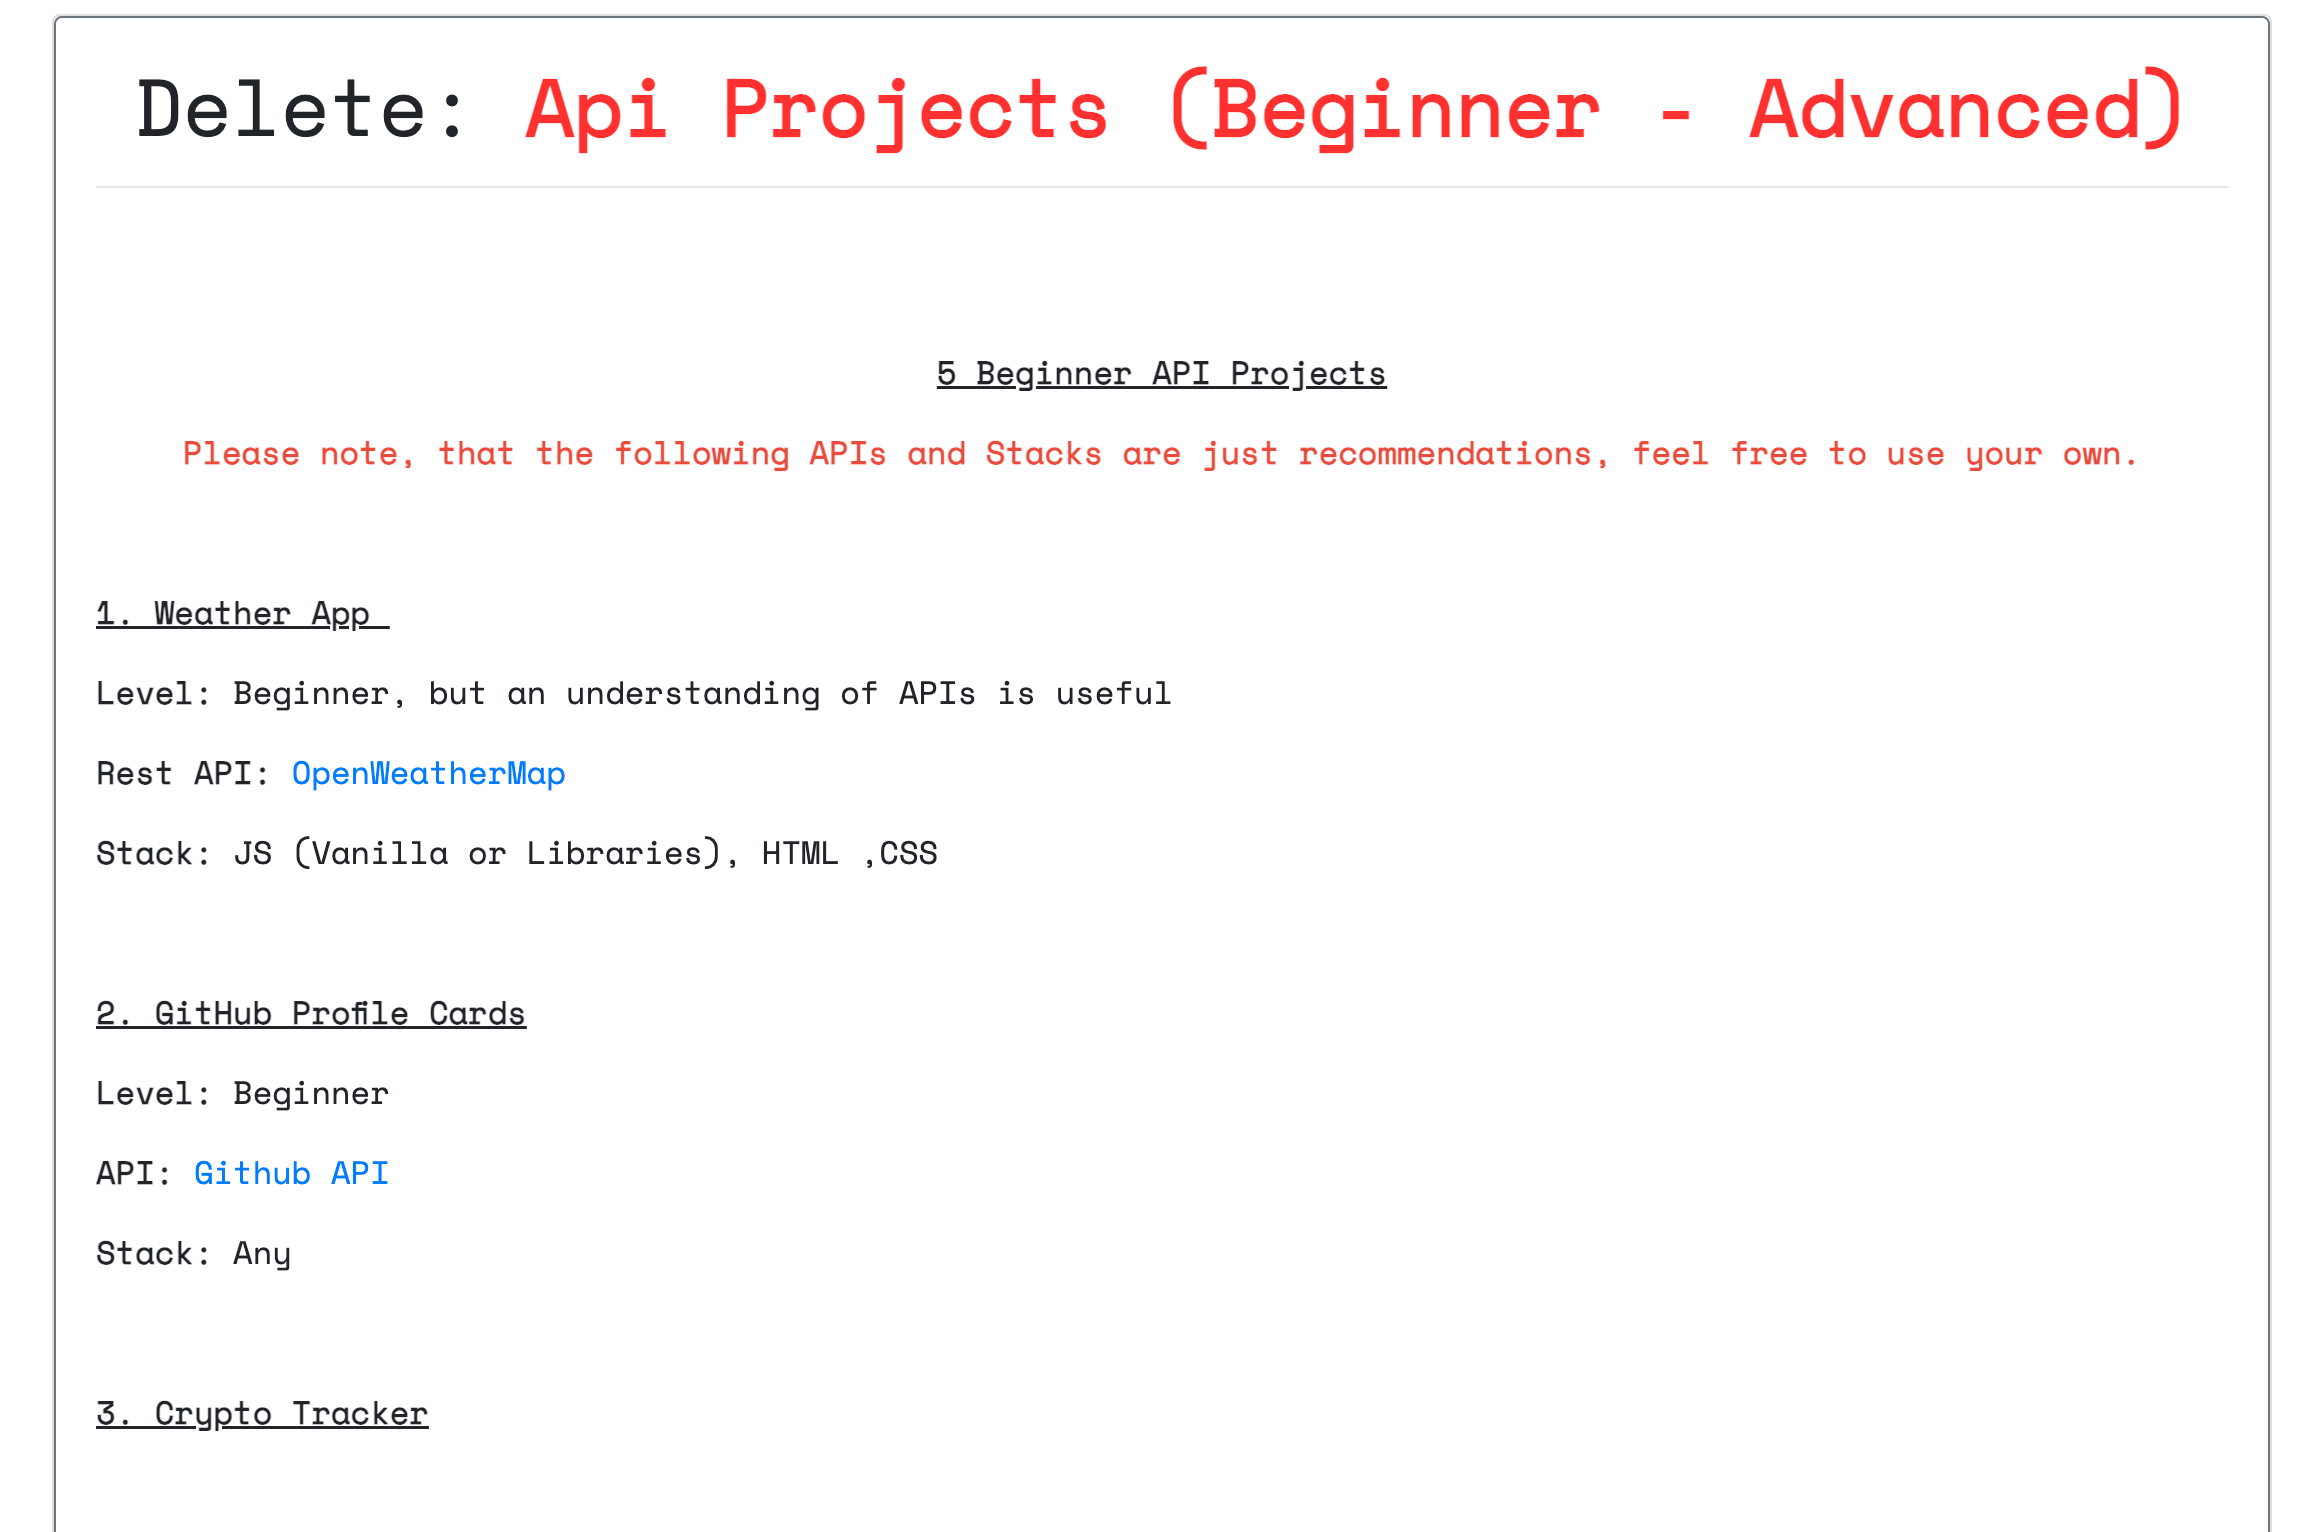 Delete: Api Projects (Beginner - Advanced)
5 Beginner API Projects
Please note, that the following APIs and Stacks are just recommendations, feel free to use your own.
1. Weather App
Level: Beginner, but an understanding of APIs is useful
Rest API: OpenWeatherMap
Stack: JS (Vanilla or Libraries), HTML ,CSS
2. GitHub Profile Cards
Level: Beginner
API: Github API
Stack: Any
3. Crypto Tracker